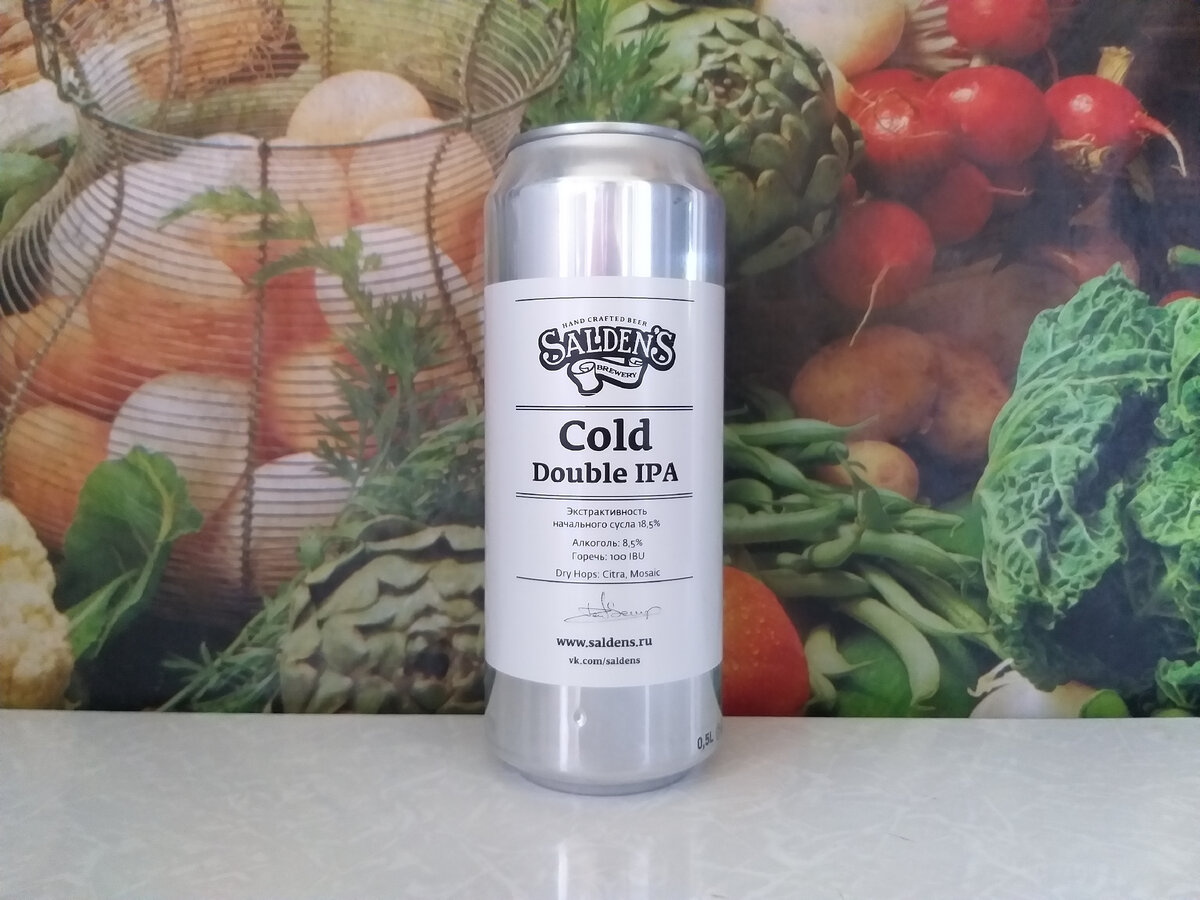 HAND CRAFTED BEER
SALDEN'S
BREWERY
Cold
Double IPA
Экстрактивность
начального сусла 18,5%
Алкоголь: 8,5%
Горечь: 100 IBU
Dry Hops: Citra, Mosaic
www.saldens.ru
vk.com/saldens
0,5L